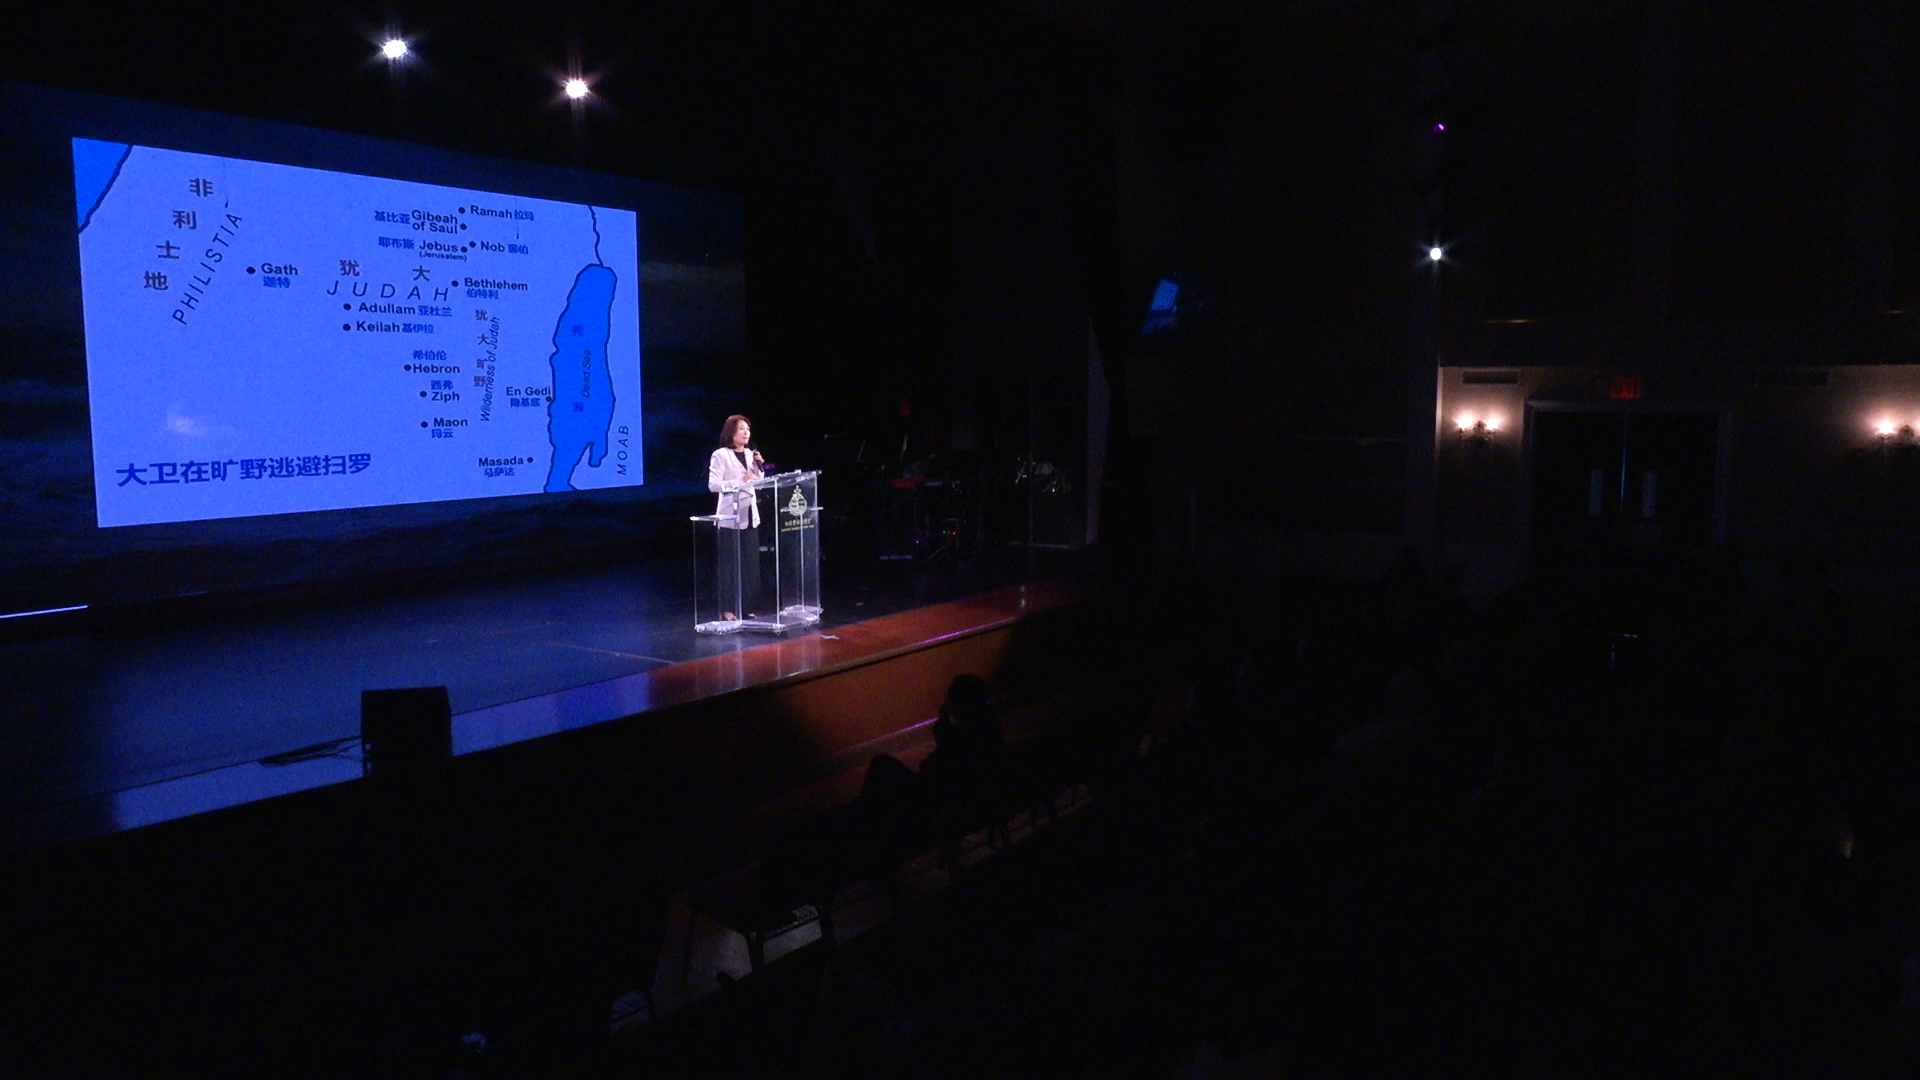 非利士地
PHILISTIA
Ramah 拉玛
基比亚 Gibeah
of Saul
耶布斯 Jebus
(Jerusalem)
Nob 挪伯
Gath
迦特
犹大
JUDAH
Bethlehem
伯特利
Adullam 亚杜兰
Keilah 基伊拉
犹大旷野
Wilderness of Judah
死海
Dead Sea
希伯伦
Hebron
西弗
Ziph
En Gedi
隐基底
Maon
玛云
MOAB
Masada
马萨达
大卫在旷野逃避扫罗
EXIT